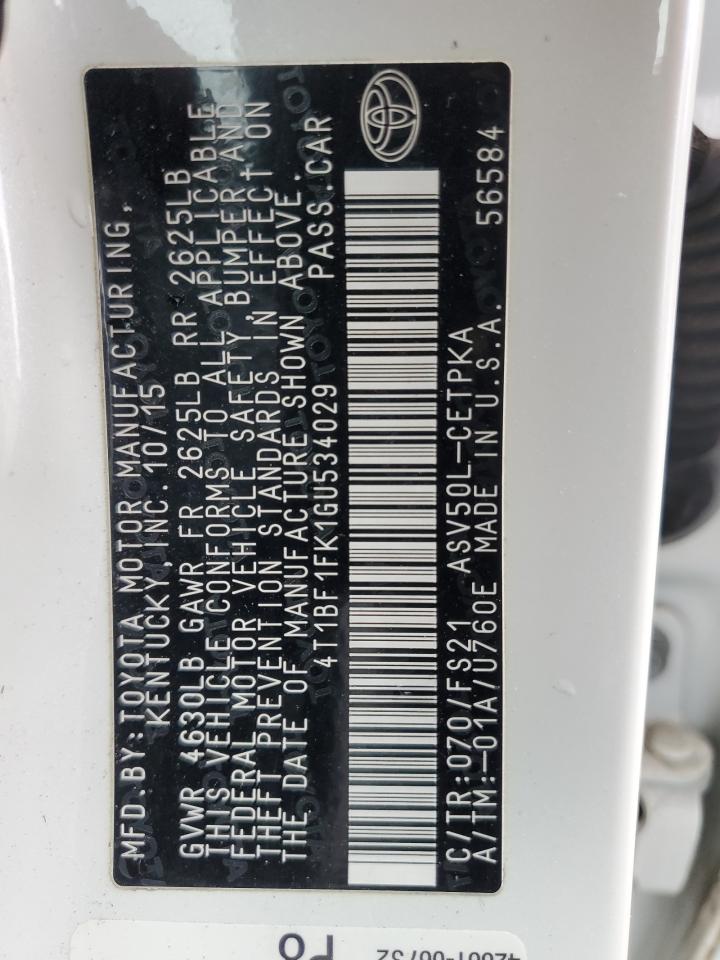 MFD.BY:TOYOTA MOTOR MANUFACTURING,
KENTUCKY,INC. 10/15
GVWR 4630LB GAWR FR 2625LB RR 2625LB
THIS VEHICLE CONFORMS TO ALL APPLICABLE
FEDERAL MOTOR VEHICLE SAFETY, BUMPER, AND
THEFT PREVENTION STANDARDS IN EFFECT ON
THE DATE OF MANUFACTURE SHOWN ABOVE.
4T1BF1FK1GU534029 PASS.CAR
C/TR:070/FS21 ASV50L-CETPKA
A/TM:-01A/U760E MADE IN U.S.A. 56584